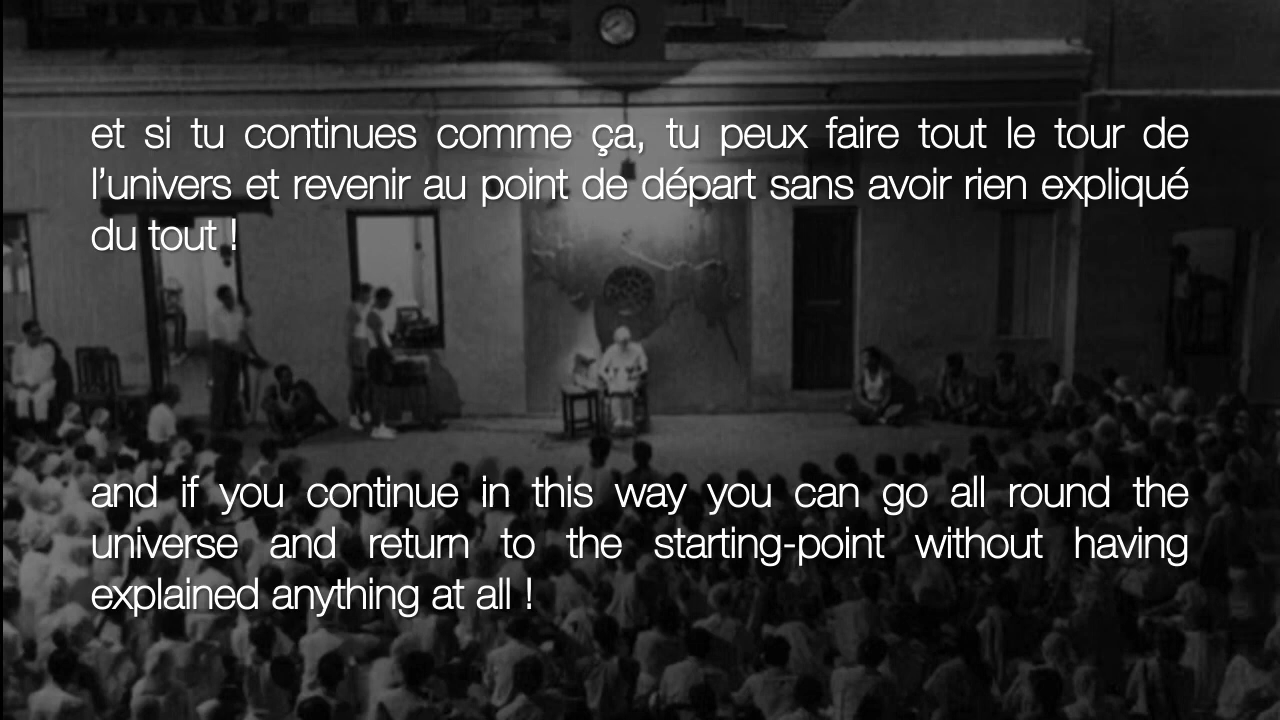 et si tu continues comme ça, tu peux faire tout le tour de
l’univers et revenir au point de départ sans avoir rien expliqué
du tout !
and if you continue in this way you can go all round the
universe and return to the starting-point without having
explained anything at all !